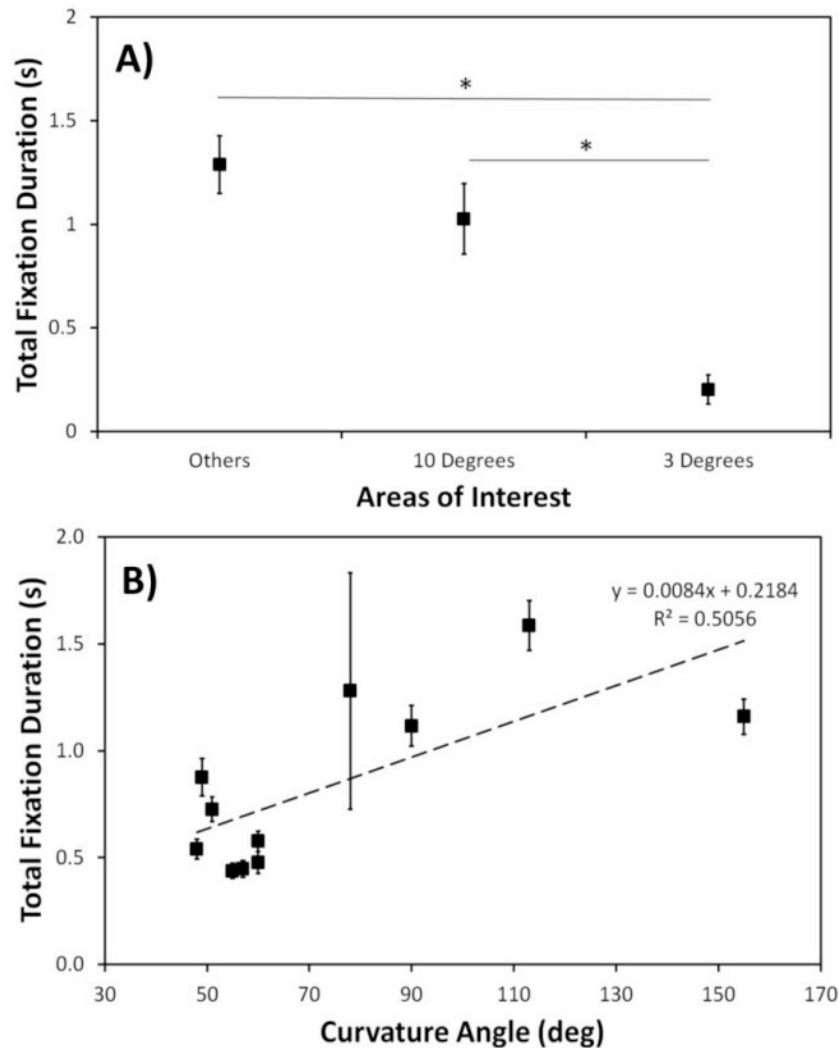 A)
Total Fixation Duration (s)
2
1.5
1
0.5
0
*
*
Others 10 Degrees 3 Degrees
Areas of Interest
B)
Total Fixation Duration (s)
2.0
1.5
1.0
0.5
0.0
y = 0.0084x + 0.2184
R² = 0.5056
30 50 70 90 110 130 150 170
Curvature Angle (deg)